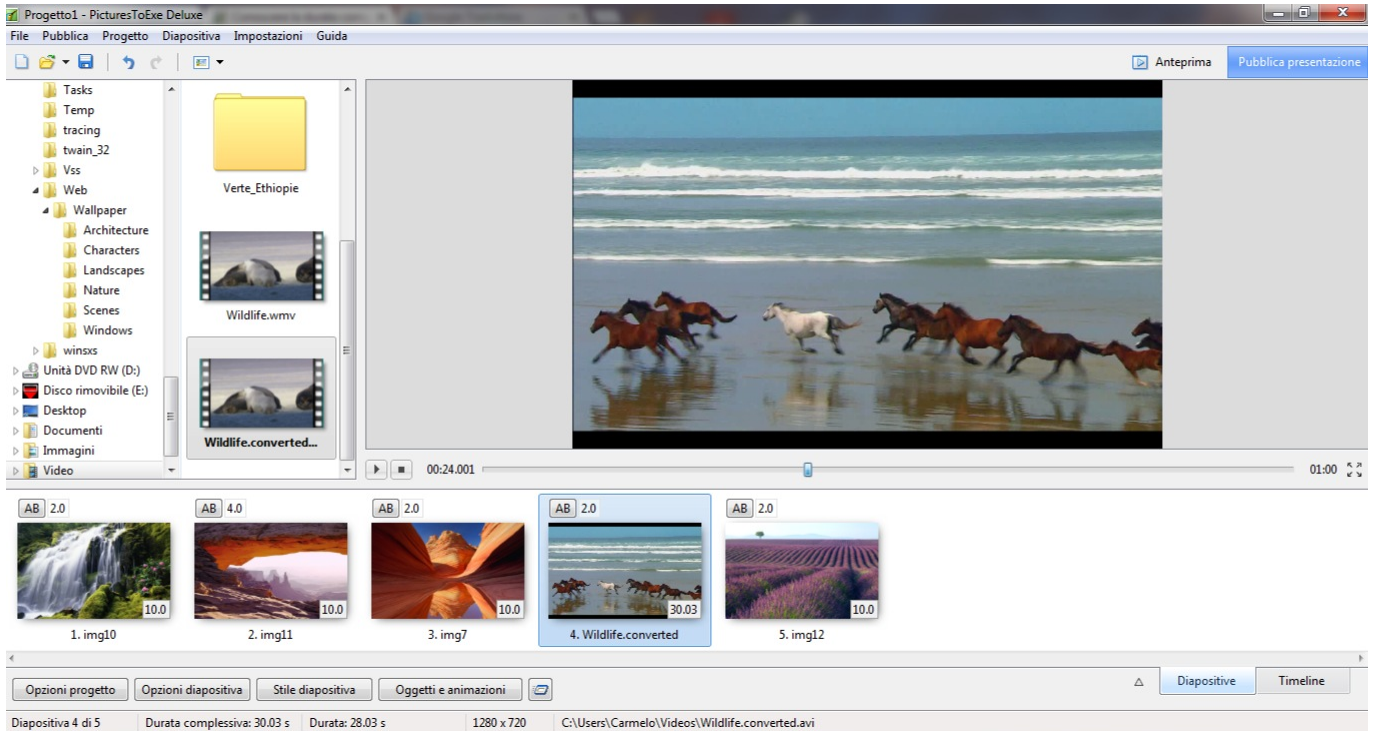 Progetto1 - PicturesToExe Deluxe
File Pubblica Progetto Diapositiva Impostazioni Guida
Anteprima Pubblica presentazione
Tasks
Temp
tracing
twain_32
Vss
Web
Wallpaper
Architecture
Characters
Landscapes
Nature
Scenes
Windows
winsxs
Unità DVD RW (D:)
Disco rimovibile (E:)
Desktop
Documenti
Immagini
Video
Verte_Ethiopie
Wildlife.wmv
Wildlife.converted...
00:24.001 01:00
AB 2.0 AB 4.0 AB 2.0 AB 2.0 AB 2.0
10.0 10.0 10.0 30.03 10.0
1. img10 2. img11 3. img7 4. Wildlife.converted 5. img12
Opzioni progetto Opzioni diapositiva Stile diapositiva Oggetti e animazioni Diapositive Timeline
Diapositiva 4 di 5 Durata complessiva: 30.03 s Durata: 28.03 s 1280 x 720 C:\Users\Carmelo\Videos\Wildlife.converted.avi